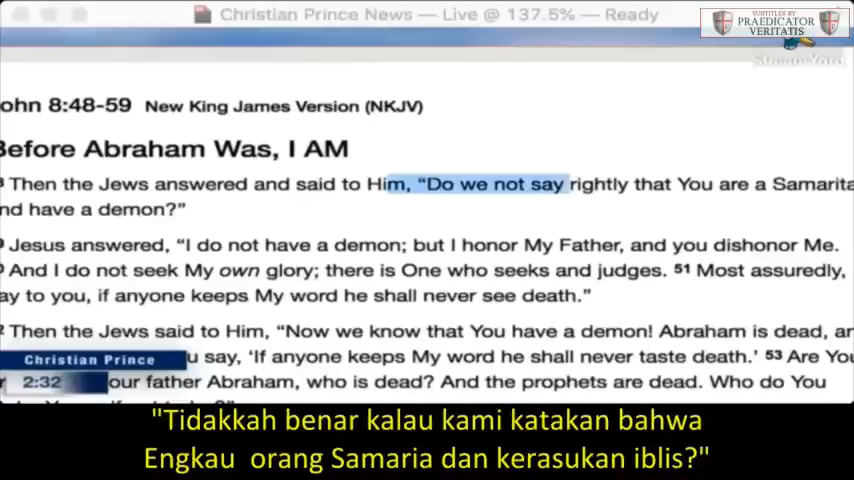 Christian Prince News — Live @ 137.5% — Ready
SUBTITLES BY
PRAEDICATOR
VERITATIS
StreamYard
ohn 8:48-59 New King James Version (NKJV)
Before Abraham Was, I AM
Then the Jews answered and said to Him, “Do we not say rightly that You are a Samarita
nd have a demon?”
Jesus answered, “I do not have a demon; but I honor My Father, and you dishonor Me.
And I do not seek My own glory; there is One who seeks and judges. 51 Most assuredly,
ay to you, if anyone keeps My word he shall never see death.”
Then the Jews said to Him, “Now we know that You have a demon! Abraham is dead, an
u say, ‘If anyone keeps My word he shall never taste death.’ 53 Are You
Christian Prince
our father Abraham, who is dead? And the prophets are dead. Who do You
2:32
"Tidakkah benar kalau kami katakan bahwa
Engkau orang Samaria dan kerasukan iblis?"